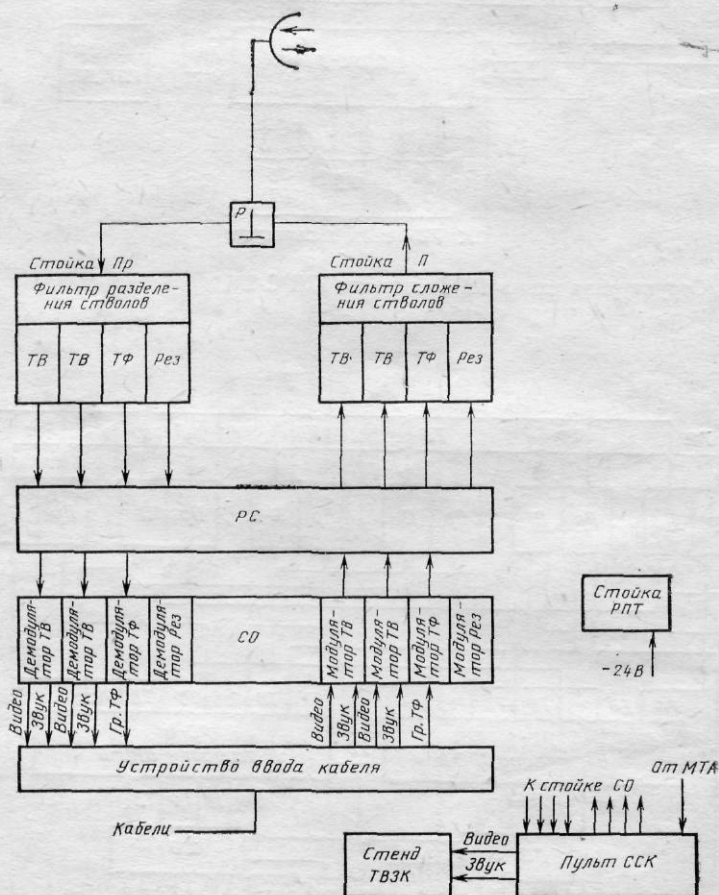 Р
Стойка Пр
Фильтр разделе-
ния стволов
ТВ ТВ ТФ Рез
Стойка П
Фильтр сложе-
ния стволов
ТВ ТВ ТФ Рез
РС
Демодуля-
тор ТВ
Демодуля-
тор ТВ
Демодуля-
тор ТФ
Демодуля-
тор Рез
СО
Модуля-
тор ТВ
Модуля-
тор ТВ
Модуля-
тор ТФ
Модуля-
тор Рез
Стойка
РПТ
-24В
Видео
Звук
Видео
Звук
Гр. ТФ
Видео
Звук
Видео
Звук
Гр. ТФ
Устройство ввода кабеля
Кабели
К стойке СО
От МТА
Видео
Звук
Стенд
ТВЗК
Пульт ССК